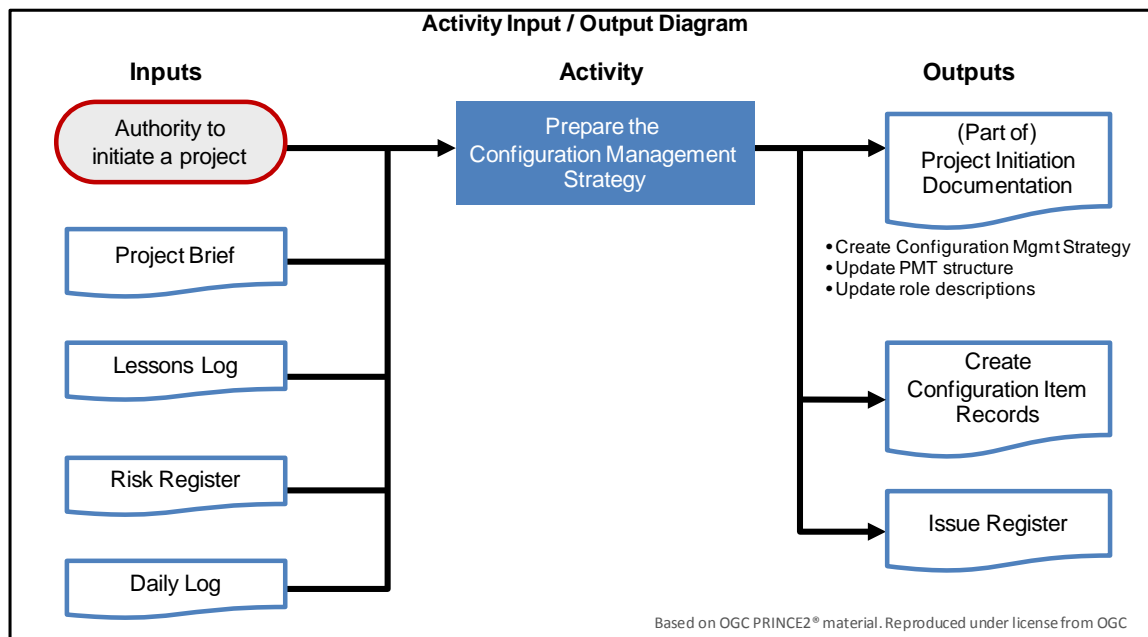 Activity Input / Output Diagram
Inputs
Activity
Outputs
Authority to
initiate a project
Prepare the
Configuration Management
Strategy
(Part of)
Project Initiation
Documentation
• Create Configuration Mgmt Strategy
• Update PMT structure
• Update role descriptions
Project Brief
Lessons Log
Create
Configuration Item
Records
Risk Register
Issue Register
Daily Log
Based on OGC PRINCE2® material. Reproduced under license from OGC